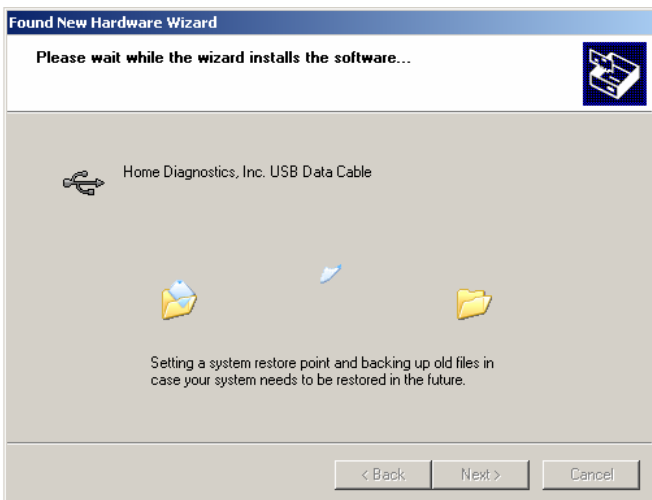 Found New Hardware Wizard
Please wait while the wizard installs the software...
Home Diagnostics, Inc. USB Data Cable
Setting a system restore point and backing up old files in
case your system needs to be restored in the future.
< Back
Next >
Cancel